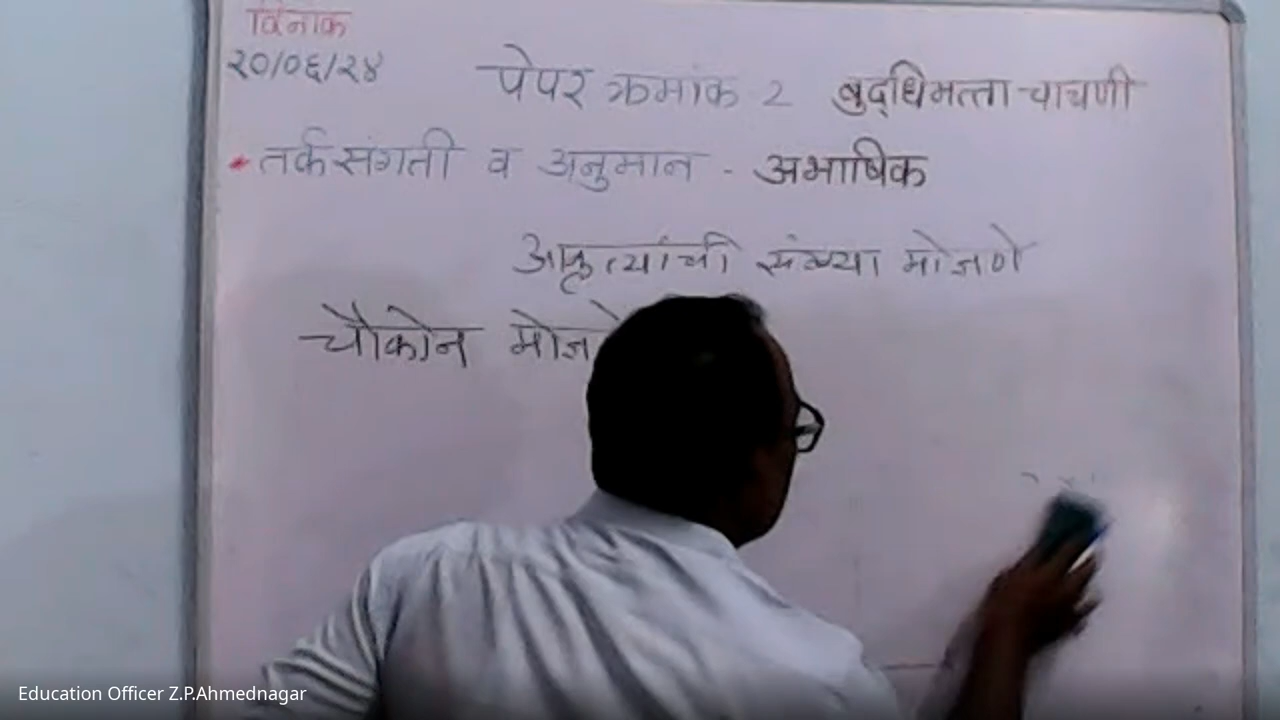 दिनांक
२०/०६/२४
पेपर क्रमांक 2 बुद्धिमत्ता चाचणी
* तर्कसंगती व अनुमान - अभाषिक
आकृत्यांची संख्या मोजणे
चौकोन मोज
Education Officer Z.P.Ahmednagar